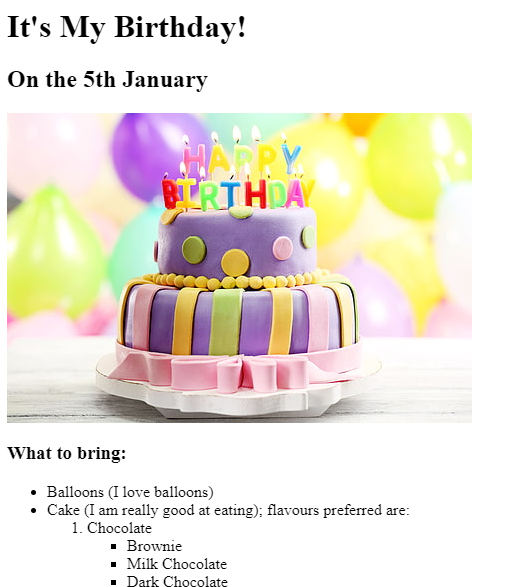 It's My Birthday!
On the 5th January
HAPPY
BIRTHDAY
What to bring:
• Balloons (I love balloons)
• Cake (I am really good at eating); flavours preferred are:
1. Chocolate
▪ Brownie
▪ Milk Chocolate
▪ Dark Chocolate